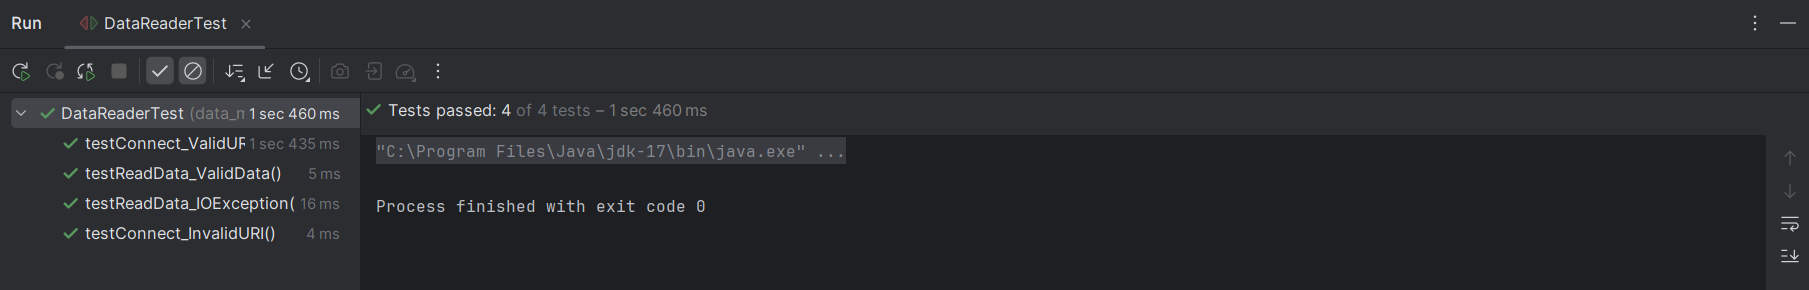 Run DataReaderTest
DataReaderTest (data_n 1 sec 460 ms
testConnect_ValidUR 1 sec 435 ms
testReadData_ValidData() 5 ms
testReadData_IOException( 16 ms
testConnect_InvalidURI() 4 ms
Tests passed: 4 of 4 tests – 1 sec 460 ms
"C:\Program Files\Java\jdk-17\bin\java.exe" ...
Process finished with exit code 0